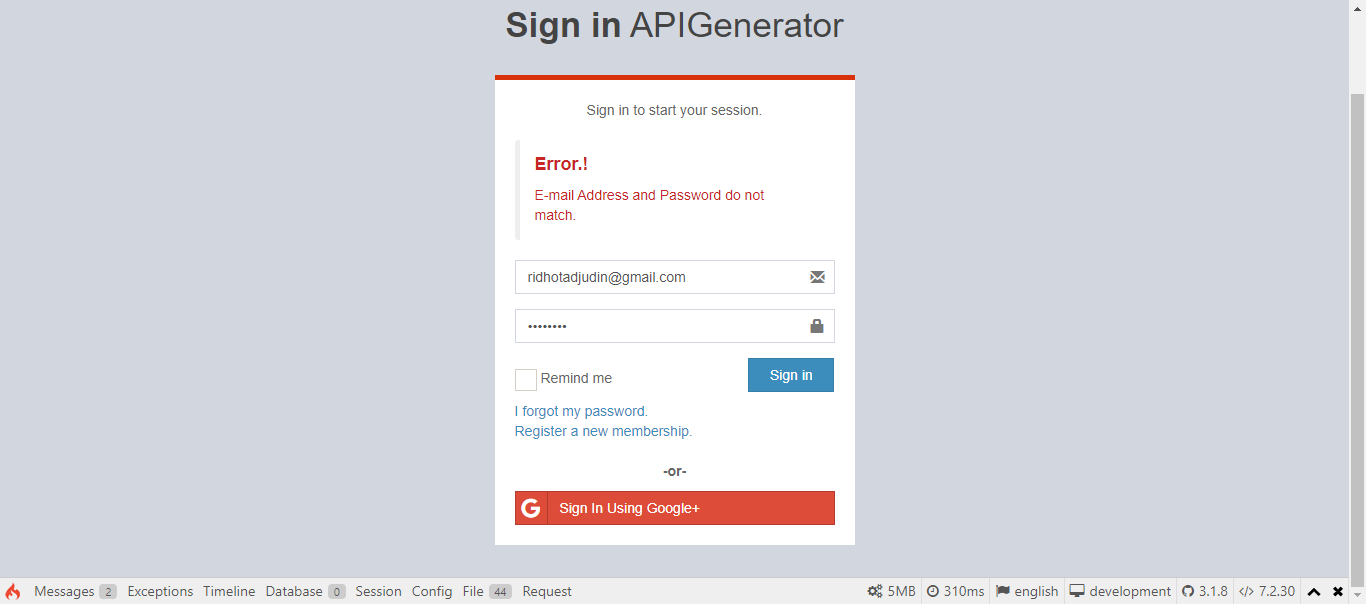 Sign in APIGenerator
Sign in to start your session.
Error.!
E-mail Address and Password do not
match.
ridhotadjudin@gmail.com
••••••••
Remind me
Sign in
I forgot my password.
Register a new membership.
-or-
G Sign In Using Google+
Messages 2 Exceptions Timeline Database 0 Session Config File 44 Request 5MB 310ms english development 3.1.8 </> 7.2.30